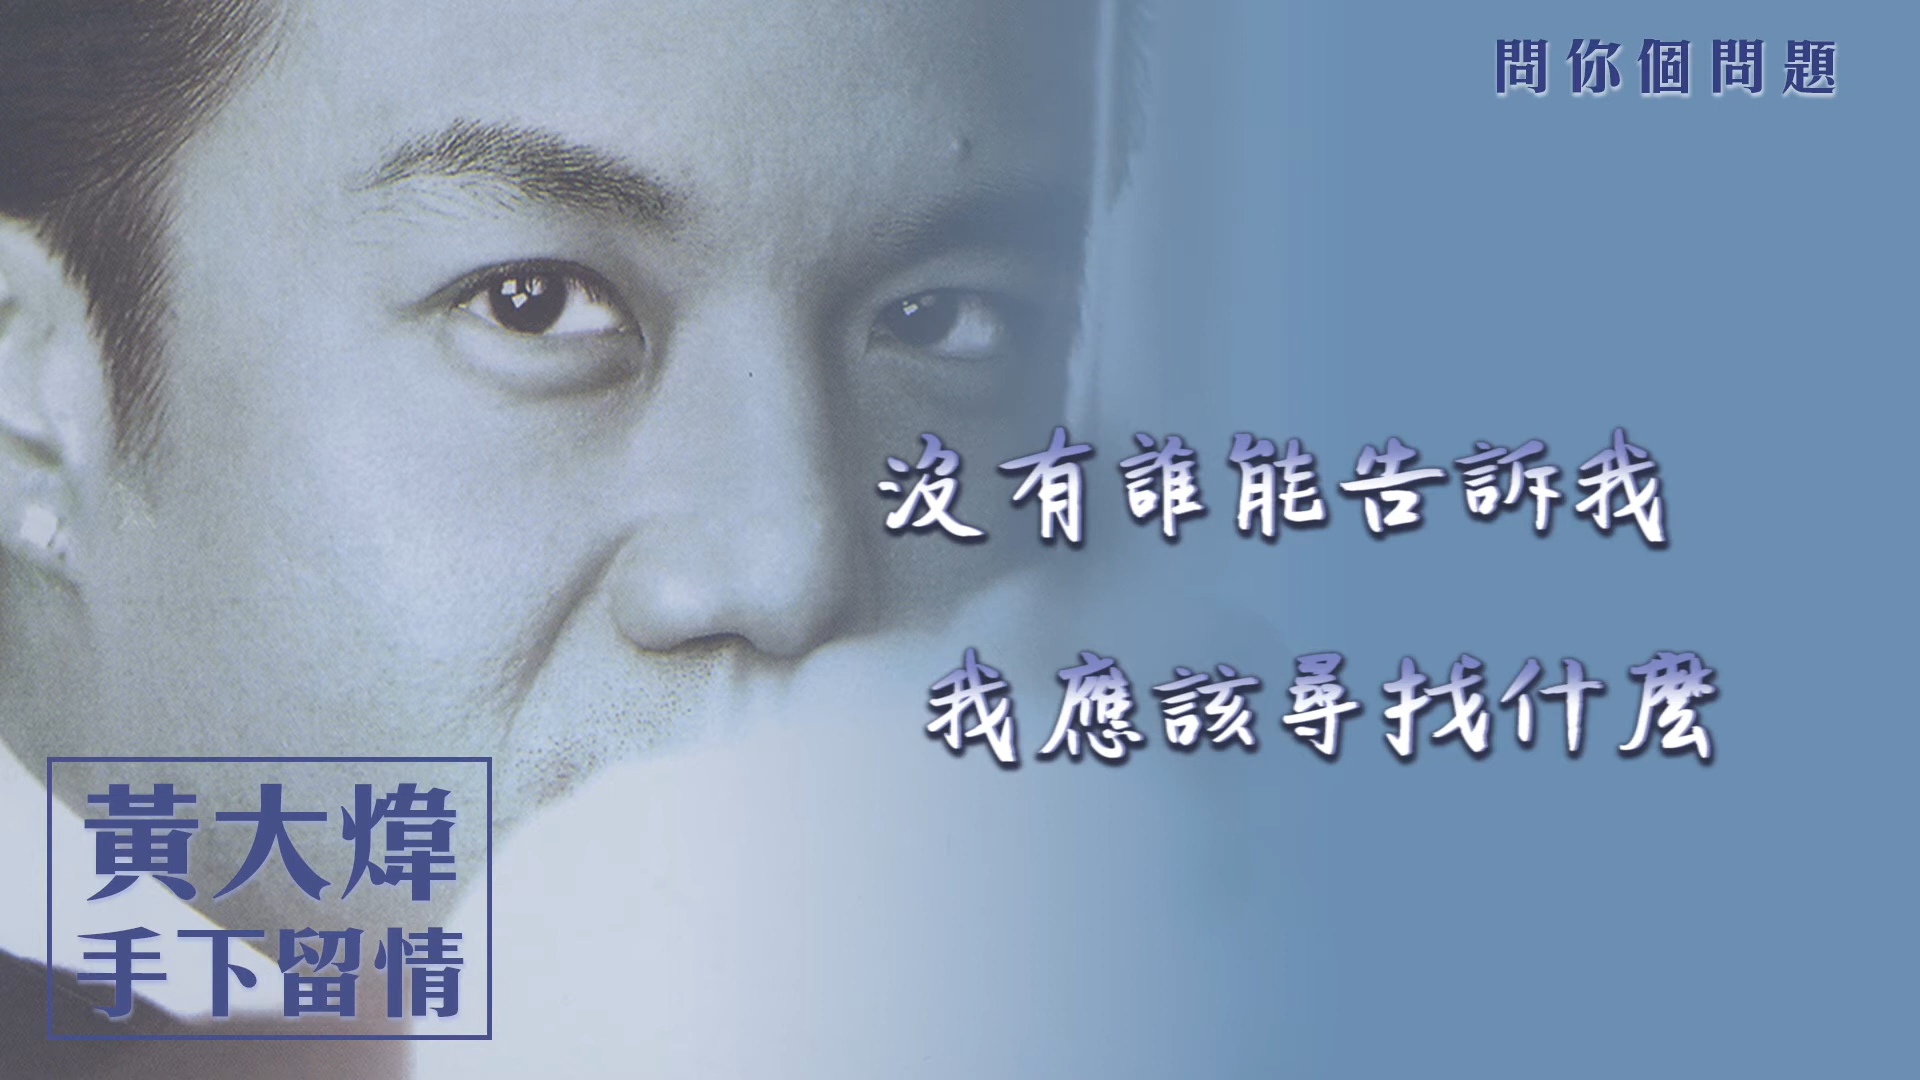 問你個問題
沒有誰能告訴我
我應該尋找什麼
黃大煒
手下留情